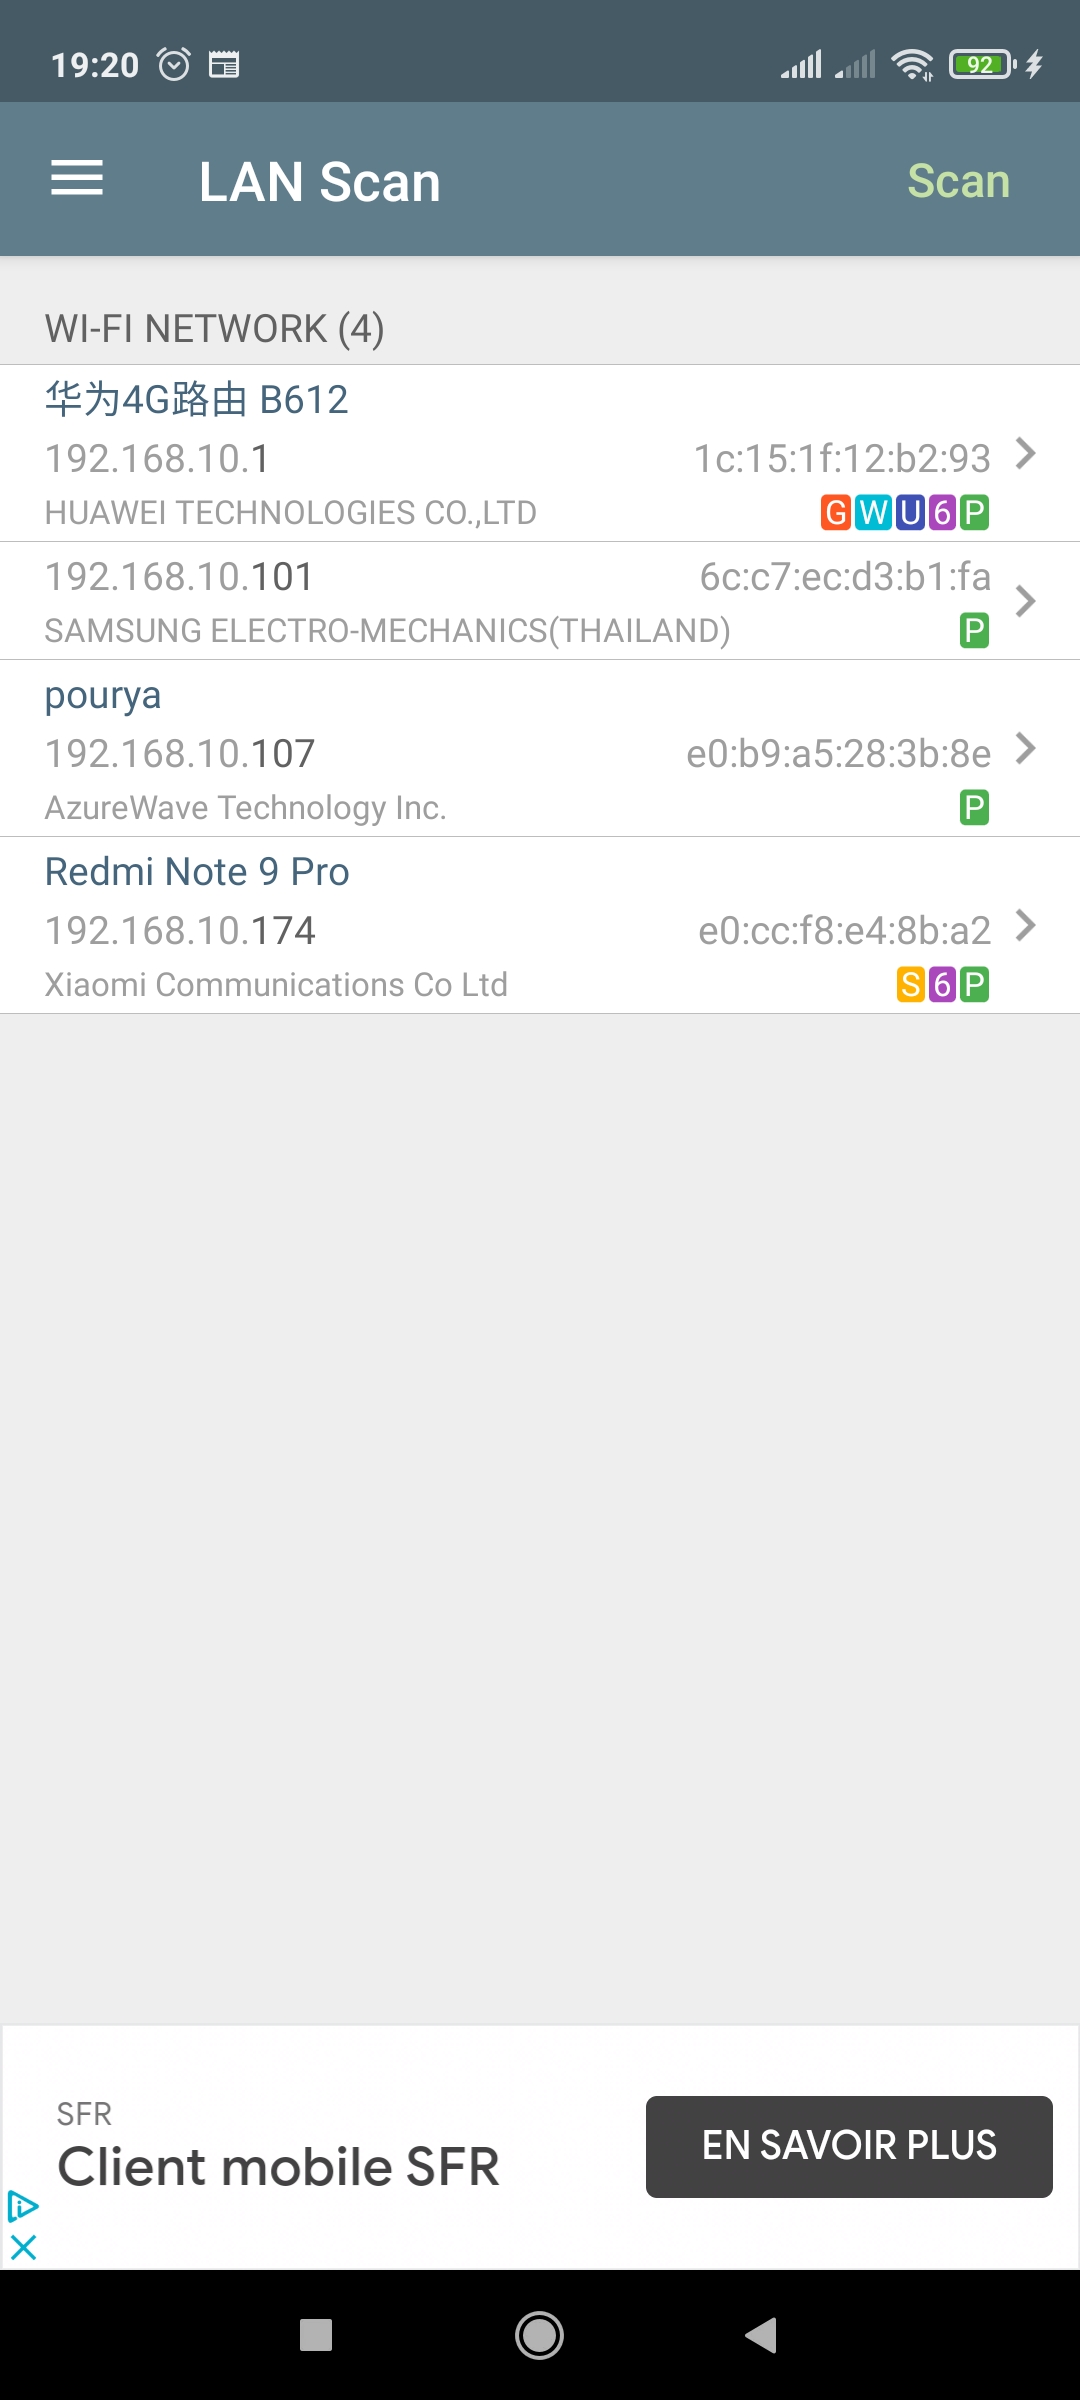 19:20
92
LAN Scan
Scan
WI-FI NETWORK (4)
华为4G路由 B612
192.168.10.1
1c:15:1f:12:b2:93
HUAWEI TECHNOLOGIES CO.,LTD
G W U 6 P
192.168.10.101
6c:c7:ec:d3:b1:fa
SAMSUNG ELECTRO-MECHANICS(THAILAND)
P
pourya
192.168.10.107
e0:b9:a5:28:3b:8e
AzureWave Technology Inc.
P
Redmi Note 9 Pro
192.168.10.174
e0:cc:f8:e4:8b:a2
Xiaomi Communications Co Ltd
S 6 P
SFR
Client mobile SFR
EN SAVOIR PLUS